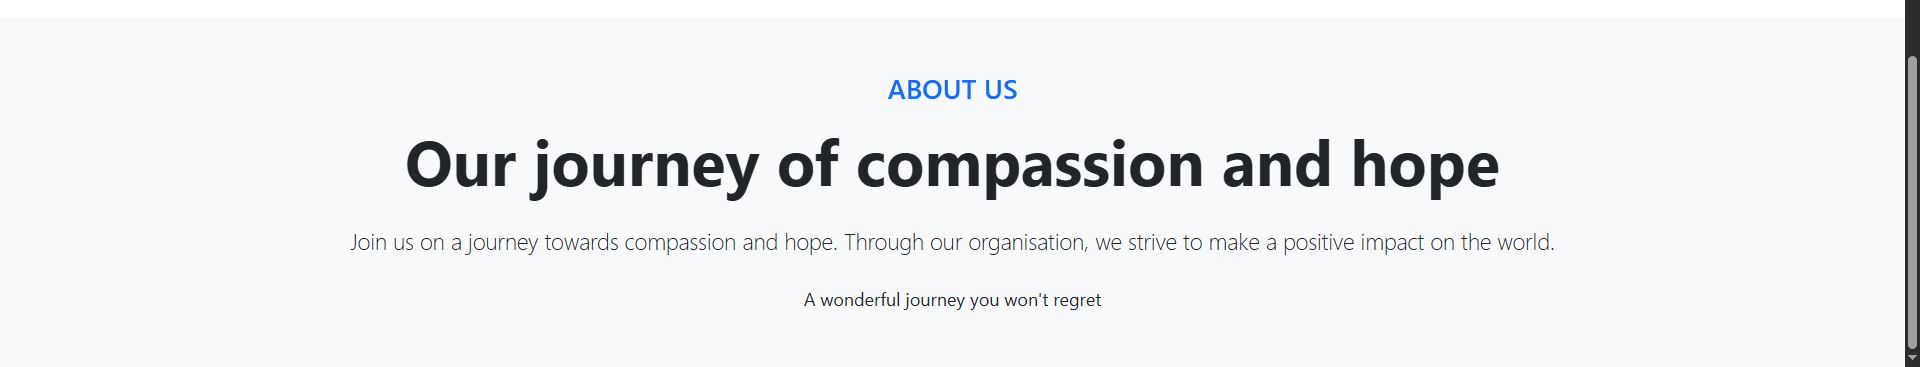 ABOUT US
Our journey of compassion and hope
Join us on a journey towards compassion and hope. Through our organisation, we strive to make a positive impact on the world.
A wonderful journey you won't regret